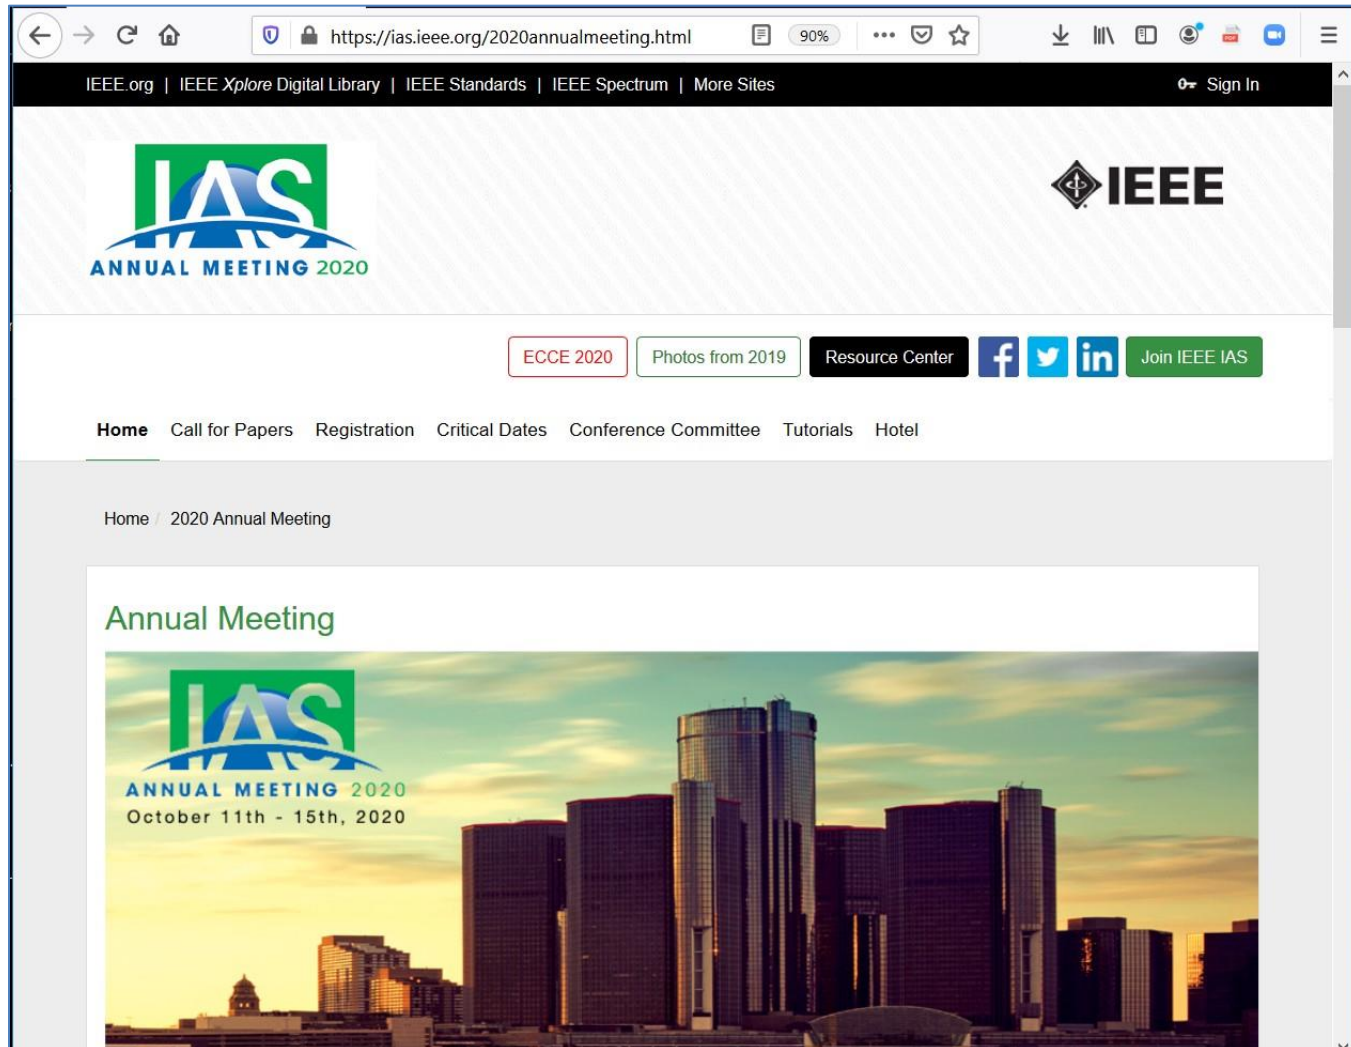 https://ias.ieee.org/2020annualmeeting.html 90%
IEEE.org | IEEE Xplore Digital Library | IEEE Standards | IEEE Spectrum | More Sites Sign In
IAS
ANNUAL MEETING 2020
IEEE
ECCE 2020 Photos from 2019 Resource Center f in Join IEEE IAS
Home Call for Papers Registration Critical Dates Conference Committee Tutorials Hotel
Home / 2020 Annual Meeting
Annual Meeting
IAS
ANNUAL MEETING 2020
October 11th - 15th, 2020